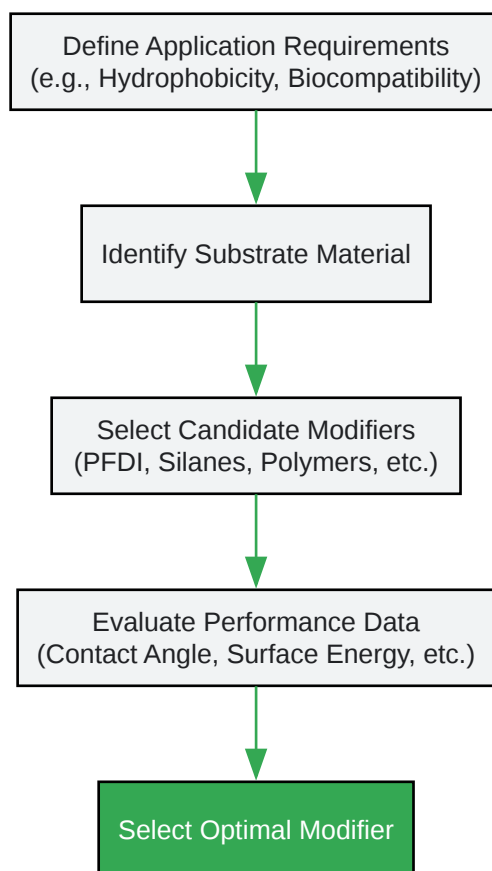 Define Application Requirements
(e.g., Hydrophobicity, Biocompatibility)
Identify Substrate Material
Select Candidate Modifiers
(PFDI, Silanes, Polymers, etc.)
Evaluate Performance Data
(Contact Angle, Surface Energy, etc.)
Select Optimal Modifier